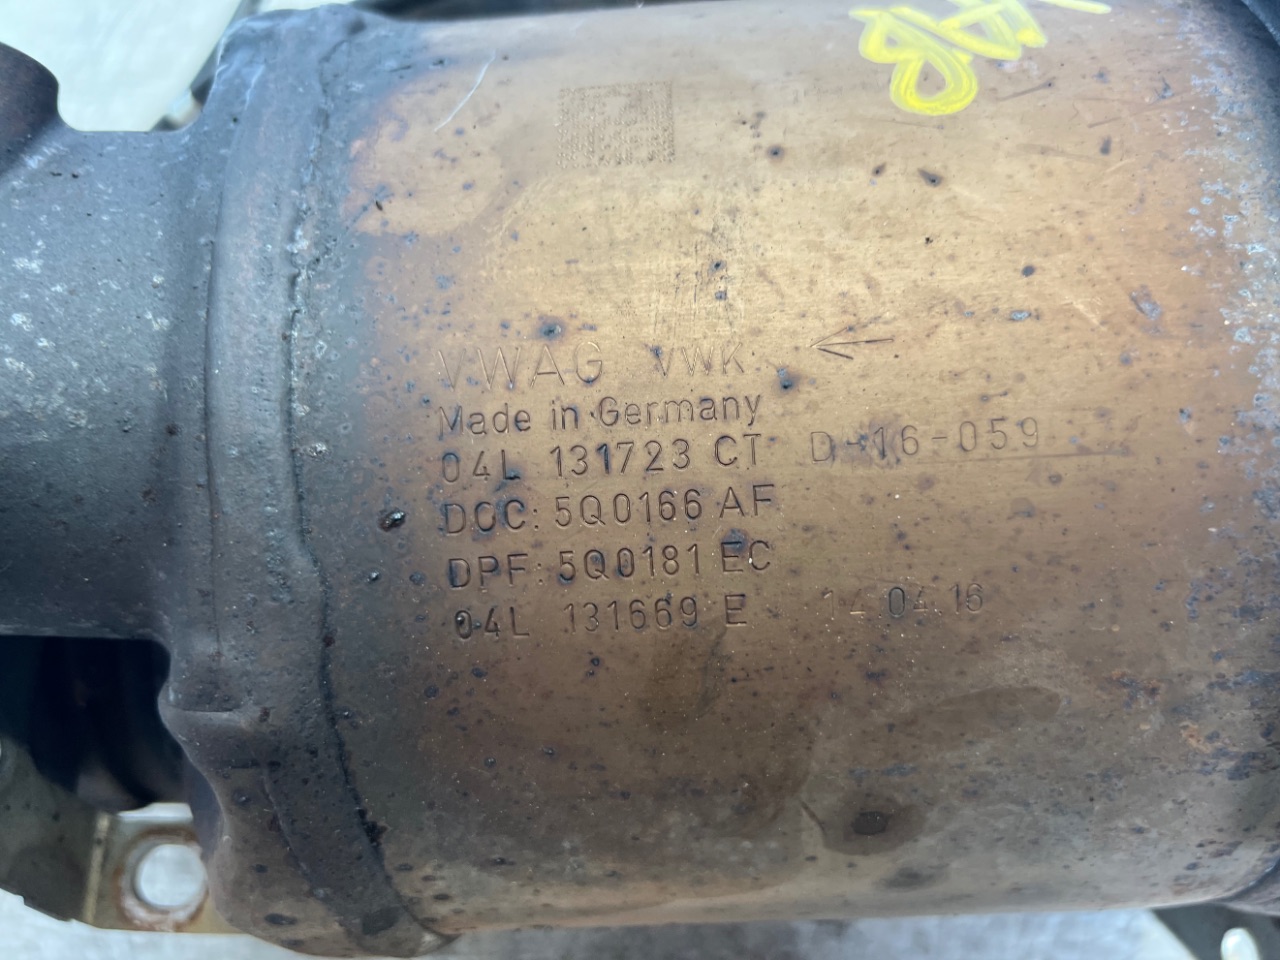 VWAG VWK
Made in Germany
04L 131723 CT D-16-059
DOC: 5Q0166 AF
DPF: 5Q0181 EC
04L 131669 E 14.04.16